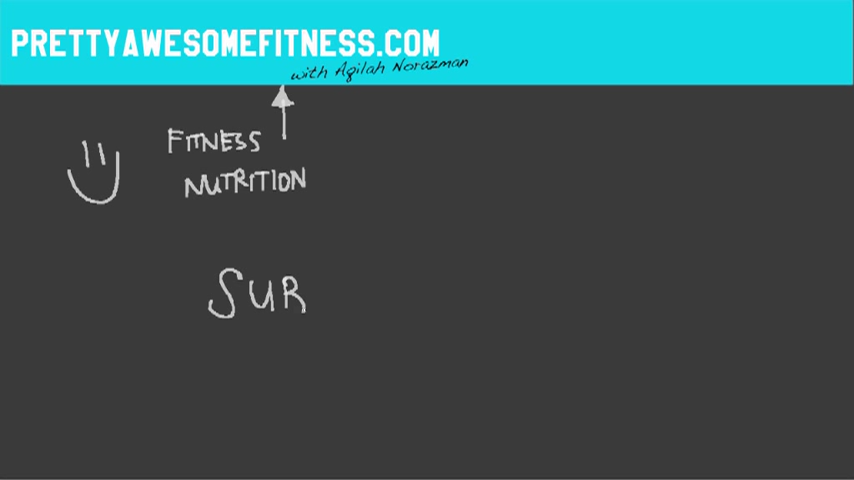 PRETTYAWESOMEFITNESS.COM
with Aqilah Norazman
FITNESS
NUTRITION
SUR